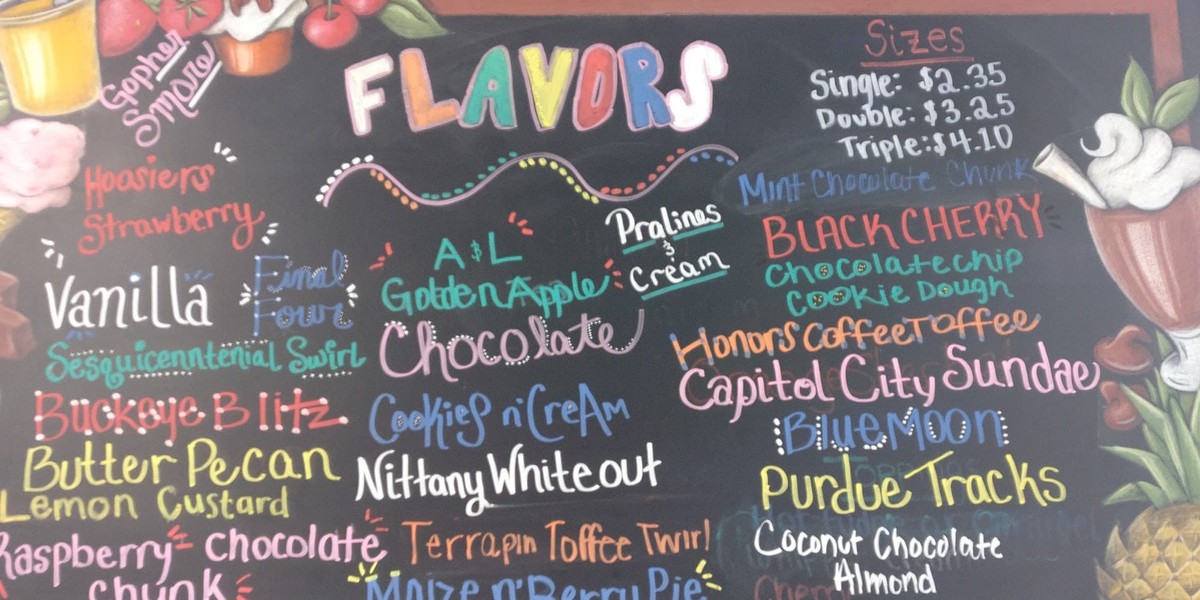 Gopher
S'more
FLAVORS
Sizes
Single: $2.35
Double: $3.25
Triple: $4.10
Hoosiers
Strawberry
Vanilla
Final
Four
Sesquicenntenial Swirl
Buckeye Blitz
Butter Pecan
Lemon Custard
Raspberry - Chocolate
Chunk
A & L
Golden Apple
Chocolate
Cookies n' Cream
Nittany Whiteout
Terrapin Toffee Twirl
Maize n' Berry Pie
Pralines
&
Cream
Mint Chocolate Chunk
BLACK CHERRY
Chocolate chip
Cookie Dough
Honors Coffee Toffee
Capitol City Sundae
Blue Moon
Purdue Tracks
Coconut Chocolate
Almond